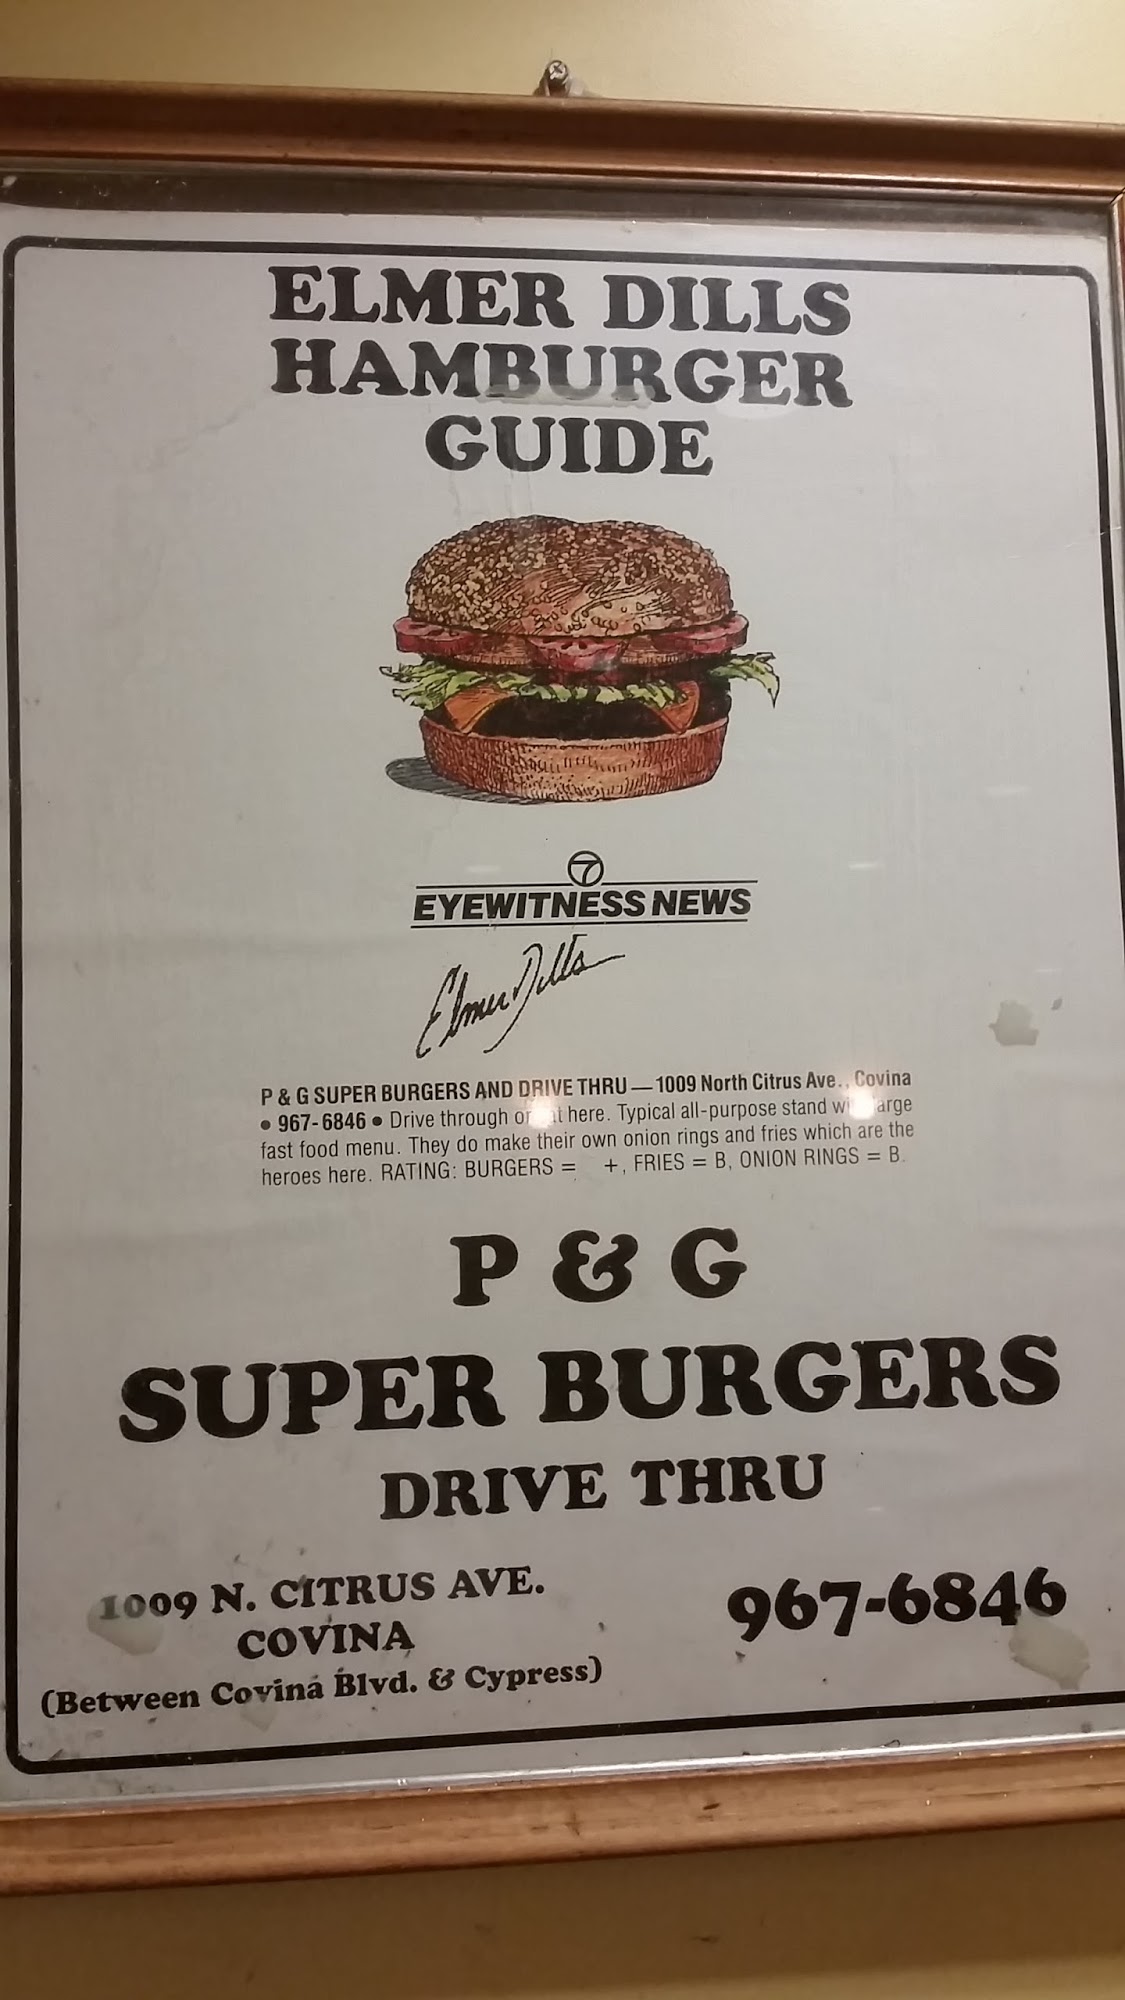 ELMER DILLS
HAMBURGER
GUIDE
7
EYEWITNESS NEWS
Elmer Dills
P & G SUPER BURGERS AND DRIVE THRU — 1009 North Citrus Ave., Covina
• 967-6846 • Drive through or here. Typical all-purpose stand
fast food menu. They do make their own onion rings and fries which are the
heroes here. RATING: BURGERS = +, FRIES = B, ONION RINGS = B.
P & G
SUPER BURGERS
DRIVE THRU
1009 N. CITRUS AVE.
COVINA
(Between Covina Blvd. & Cypress)
967-6846